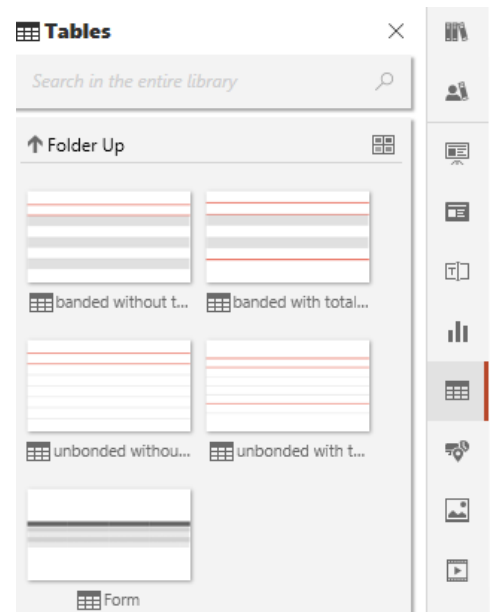 Tables
Search in the entire library
Folder Up
banded without t...
banded with total...
unbonded withou...
unbonded with t...
Form